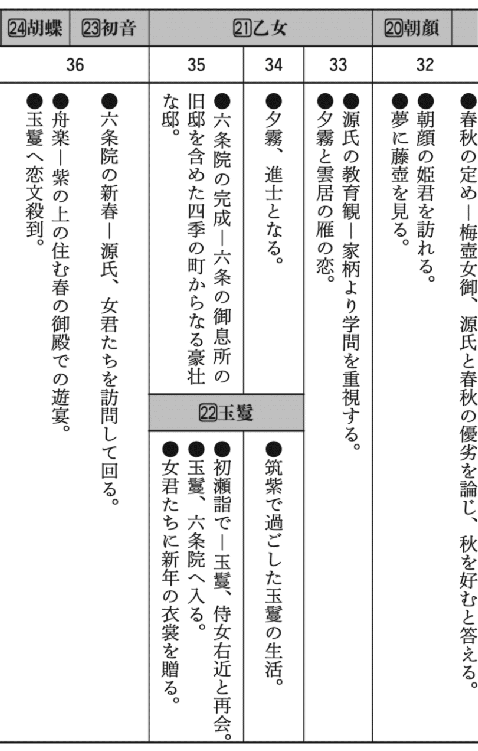 ●春秋の定め―梅壺女御、源氏と春秋の優劣を論じ、秋を好むと答える。
⑳朝顔
32
●朝顔の姫君を訪れる。
●夢に藤壺を見る。
㉑乙女
33
●源氏の教育観―家柄より学問を重視する。
●夕霧と雲居の雁の恋。
34
●夕霧、進士となる。
35
●六条院の完成―六条の御息所の
旧邸を含めた四季の町からなる豪壮
な邸。
㉒玉鬘
●筑紫で過ごした玉鬘の生活。
●初瀬詣で―玉鬘、侍女右近と再会。
●玉鬘、六条院へ入る。
●女君たちに新年の衣裳を贈る。
㉓初音
36
●六条院の新春―源氏、女君たちを訪問して回る。
㉔胡蝶
●舟楽―紫の上の住む春の御殿での遊宴。
●玉鬘へ恋文殺到。